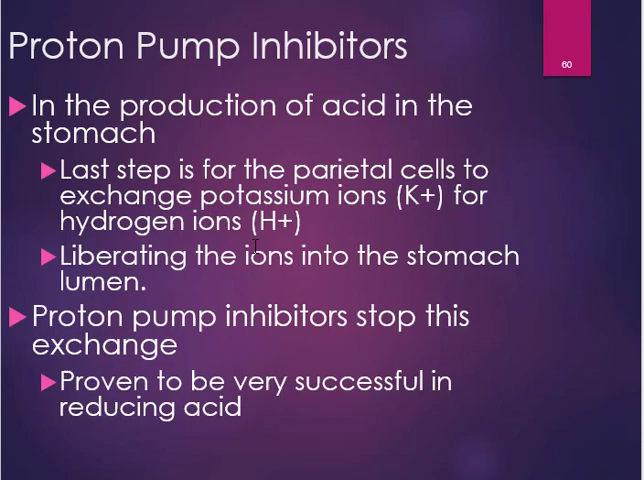 Proton Pump Inhibitors
60
In the production of acid in the
stomach
Last step is for the parietal cells to
exchange potassium ions (K+) for
hydrogen ions (H+)
Liberating the ions into the stomach
lumen.
Proton pump inhibitors stop this
exchange
Proven to be very successful in
reducing acid